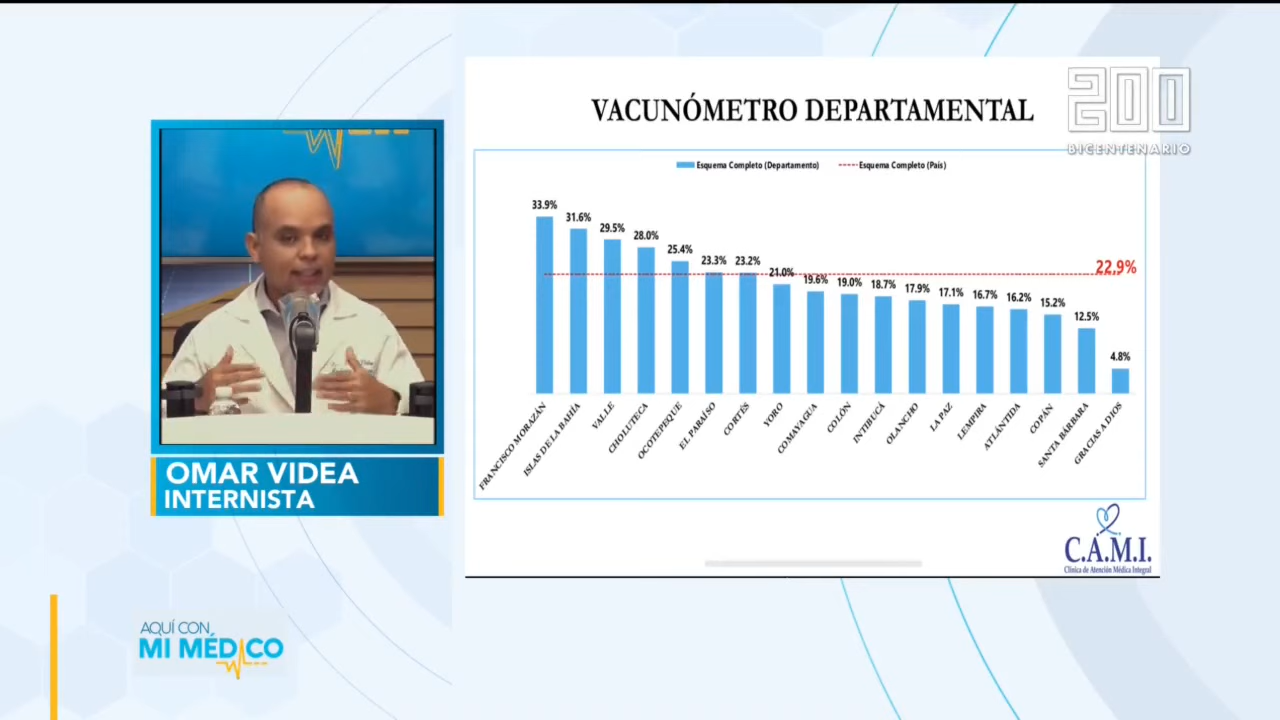 VACUNÓMETRO DEPARTAMENTAL
200
BICENTENARIO
Esquema Completo (Departamento)
Esquema Completo (País)
33.9%
31.6%
29.5%
28.0%
25.4%
23.3%
23.2%
21.0%
19.6%
19.0%
18.7%
17.9%
17.1%
16.7%
16.2%
15.2%
12.5%
4.8%
22.9%
FRANCISCO MORAZÁN
ISLAS DE LA BAHÍA
VALLE
CHOLUTECA
OCOTEPEQUE
EL PARAÍSO
CORTÉS
YORO
COMAYAGUA
COLÓN
INTIBUCÁ
OLANCHO
LA PAZ
LEMPIRA
ATLÁNTIDA
COPÁN
SANTA BÁRBARA
GRACIAS A DIOS
OMAR VIDEA
INTERNISTA
C.A.M.I.
Clínica de Atención Médica Integral
AQUÍ CON
MI MÉDICO